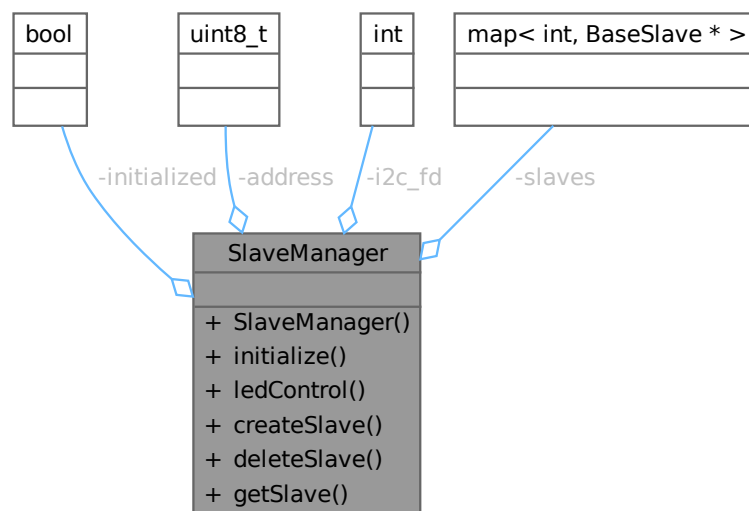 bool
uint8_t
int
map< int, BaseSlave * >
-initialized
-address
-i2c_fd
-slaves
SlaveManager
+ SlaveManager()
+ initialize()
+ ledControl()
+ createSlave()
+ deleteSlave()
+ getSlave()